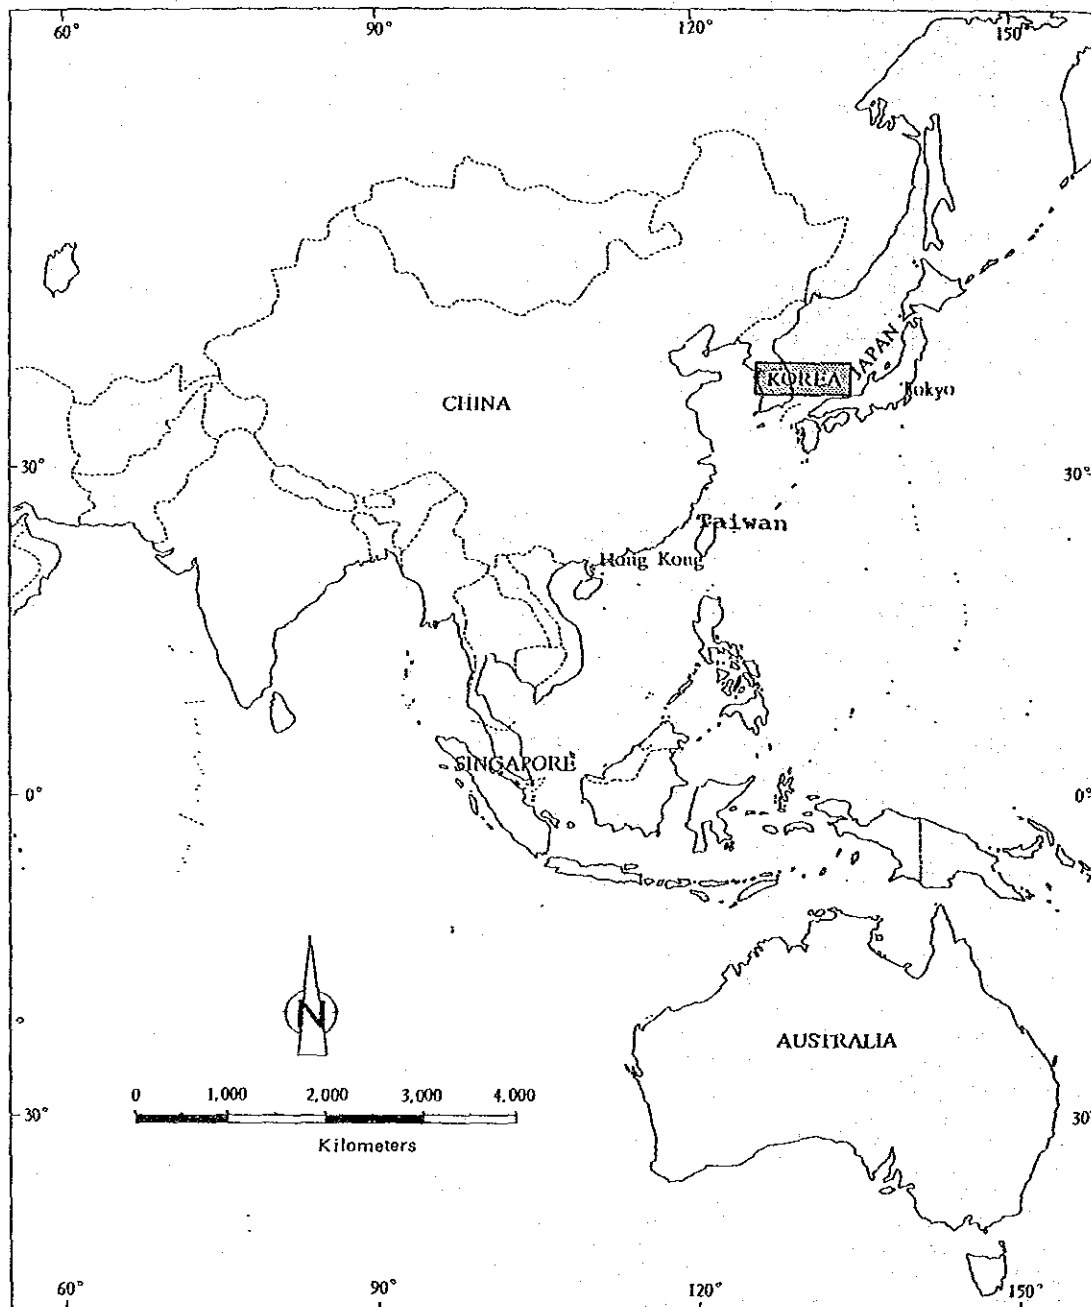 60° 90° 120° 150°
JAPAN
KOREA
Tokyo
CHINA
30° 30°
Taiwan
Hong Kong
SINGAPORE
0° 0°
N
AUSTRALIA
0 1,000 2,000 3,000 4,000
30° 30°
Kilometers
60° 90° 120° 150°